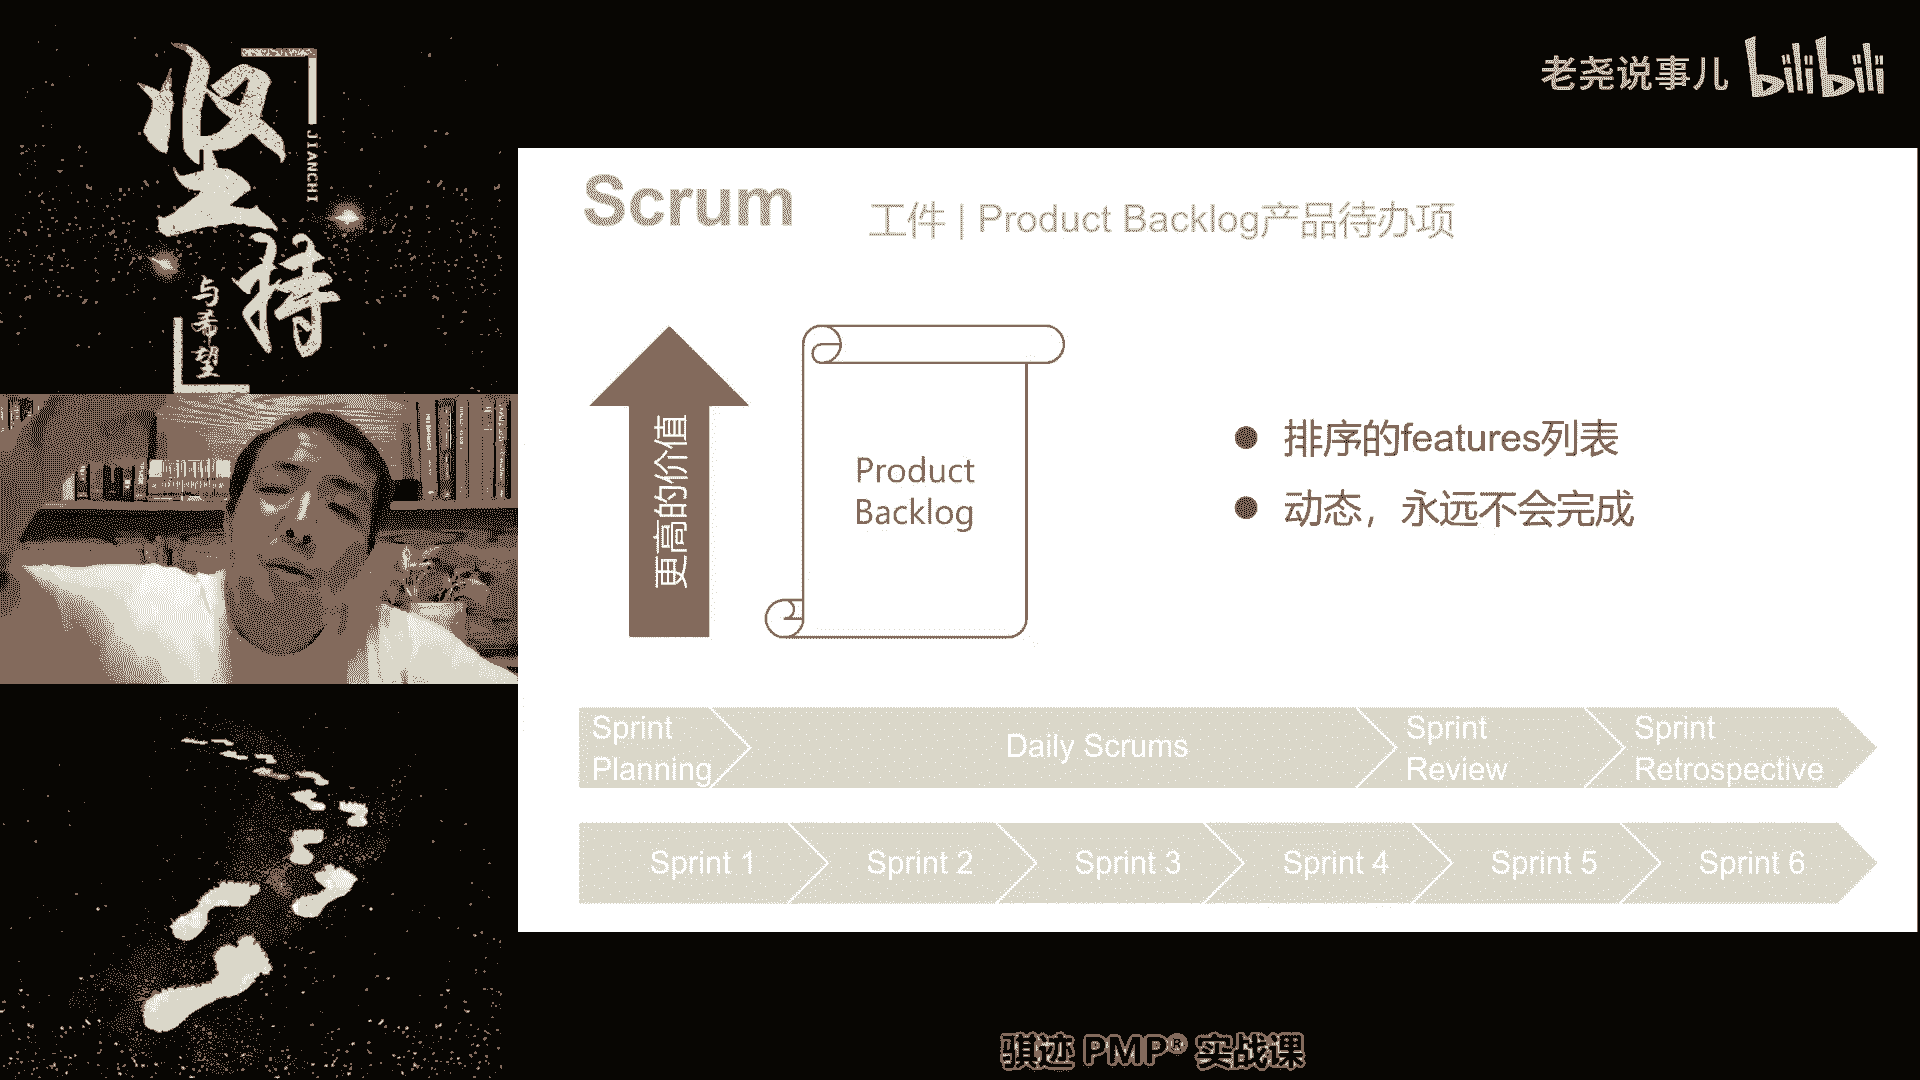 坚
持
JIANCHI
与希望
老尧说事儿 bilibili
Scrum
工件 | Product Backlog产品待办项
更高的价值
Product
Backlog
● 排序的features列表
● 动态，永远不会完成
Sprint
Planning
Daily Scrums
Sprint
Review
Sprint
Retrospective
Sprint 1
Sprint 2
Sprint 3
Sprint 4
Sprint 5
Sprint 6
骐迹 PMP® 实战课